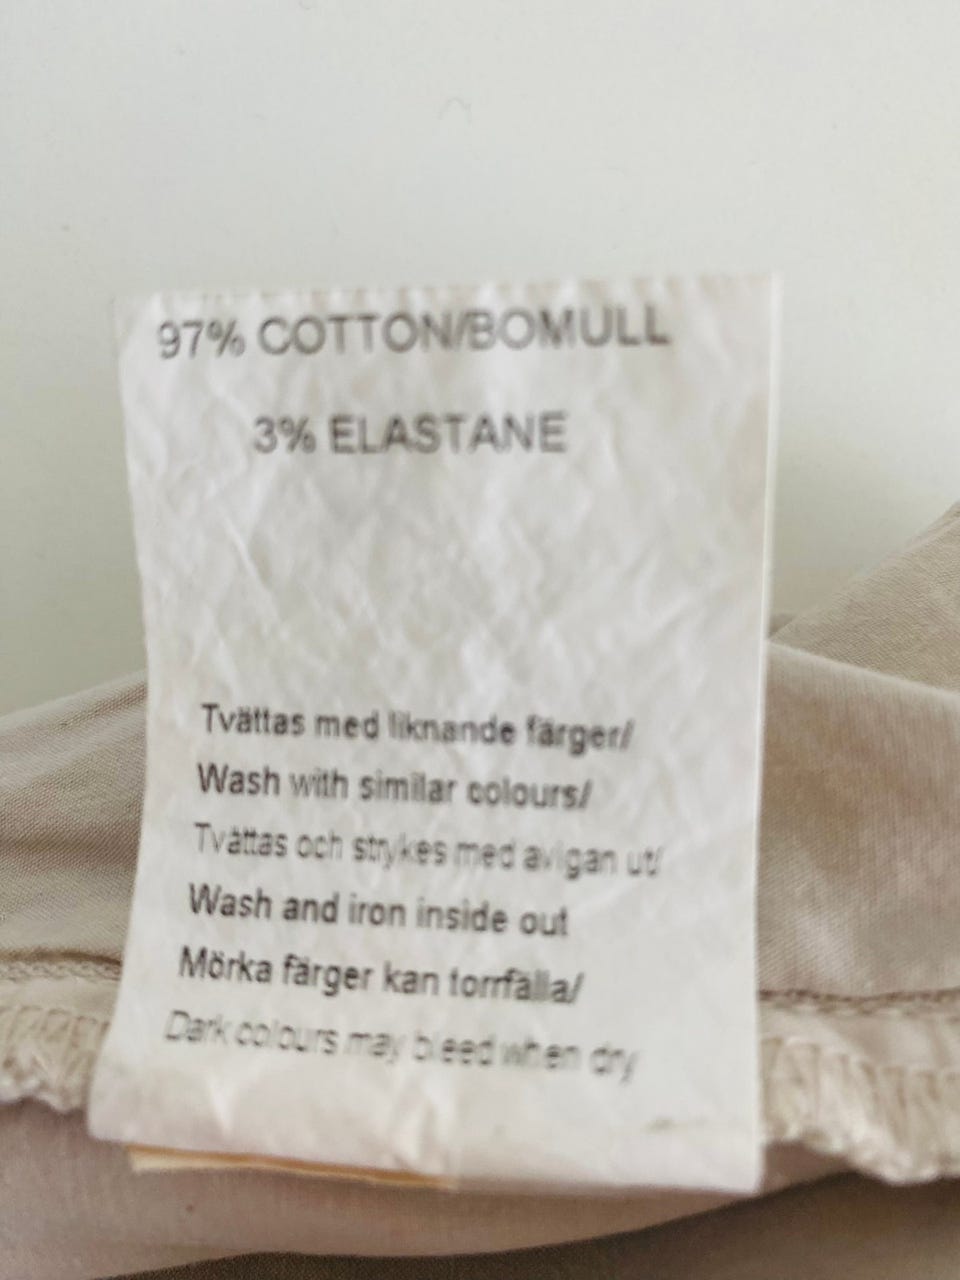 97% COTTON/BOMULL
3% ELASTANE
Tvättas med liknande färger/
Wash with similar colours/
Tvättas och strykes med avigan ut/
Wash and iron inside out
Mörka färger kan torrfälla/
Dark colours may bleed when dry